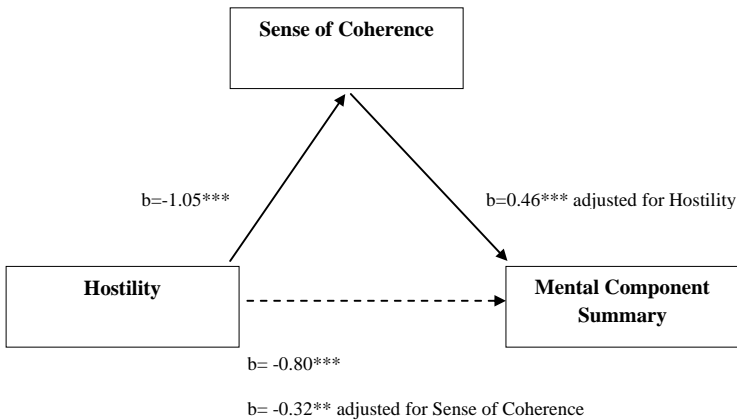 Sense of Coherence
b=-1.05***
b=0.46*** adjusted for Hostility
Hostility
Mental Component
Summary
b= -0.80***
b= -0.32** adjusted for Sense of Coherence